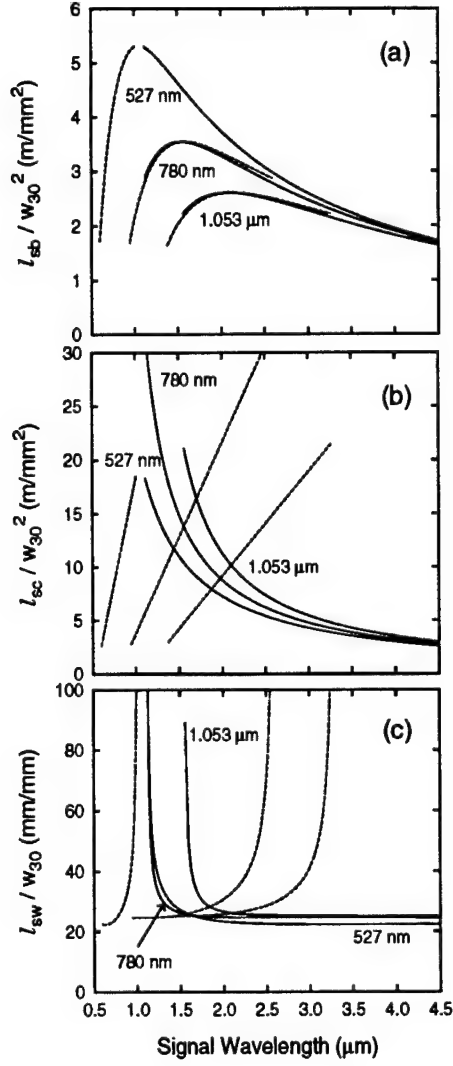 6
5
4
3
2
1
0
l_sb / w_30^2 (m/mm^2)
(a)
527 nm
780 nm
1.053 μm
30
25
20
15
10
5
0
l_sc / w_30^2 (m/mm^2)
(b)
780 nm
527 nm
1.053 μm
100
80
60
40
20
0
l_sw / w_30 (mm/mm)
(c)
1.053 μm
527 nm
780 nm
0.5 1.0 1.5 2.0 2.5 3.0 3.5 4.0 4.5
Signal Wavelength (μm)